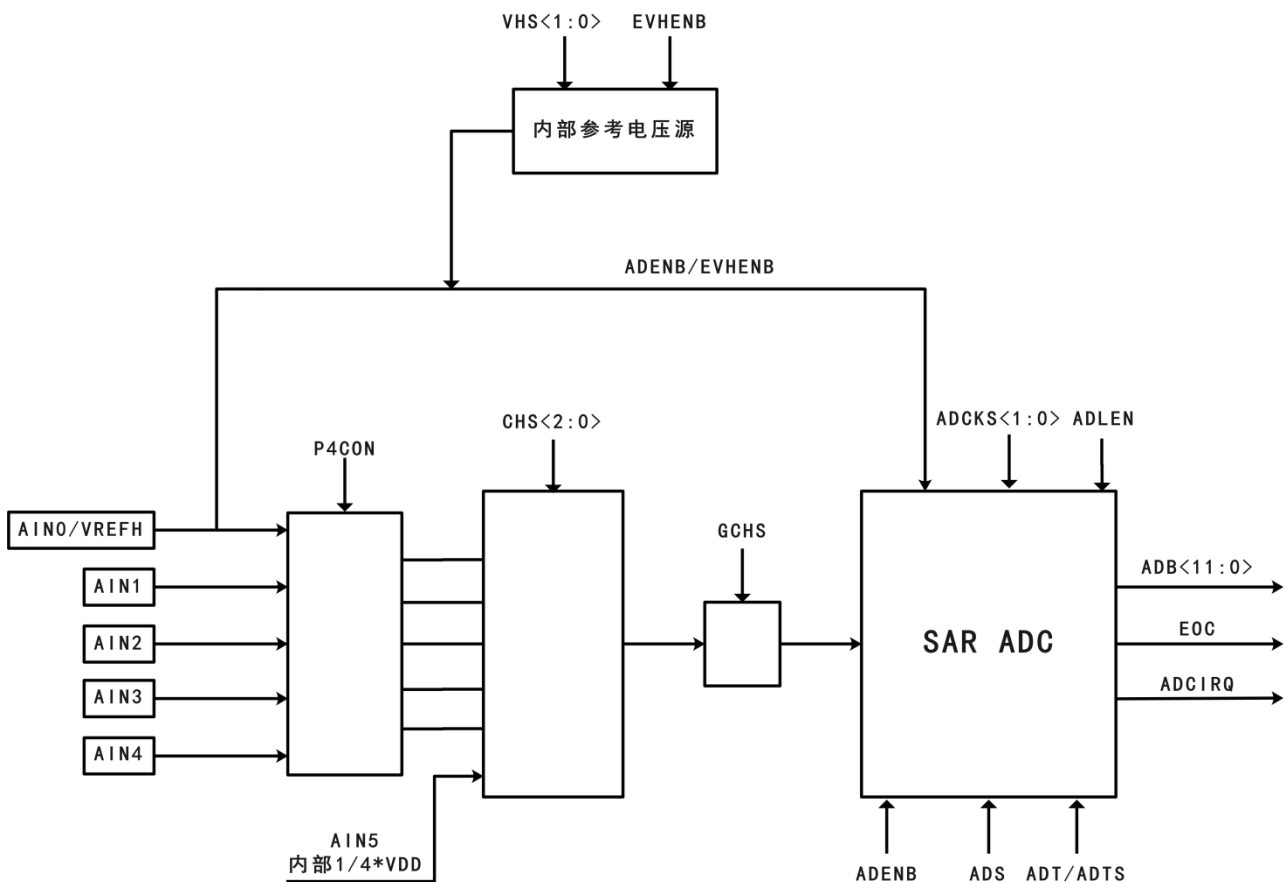 VHS<1:0>
EVHENB
内部参考电压源
ADENB/EVHENB
CHS<2:0>
ADCKS<1:0>
ADLEN
P4CON
AIN0/VREFH
GCHS
AIN1
ADB<11:0>
AIN2
SAR ADC
EOC
AIN3
ADCIRQ
AIN4
AIN5
内部1/4*VDD
ADENB
ADS
ADT/ADTS